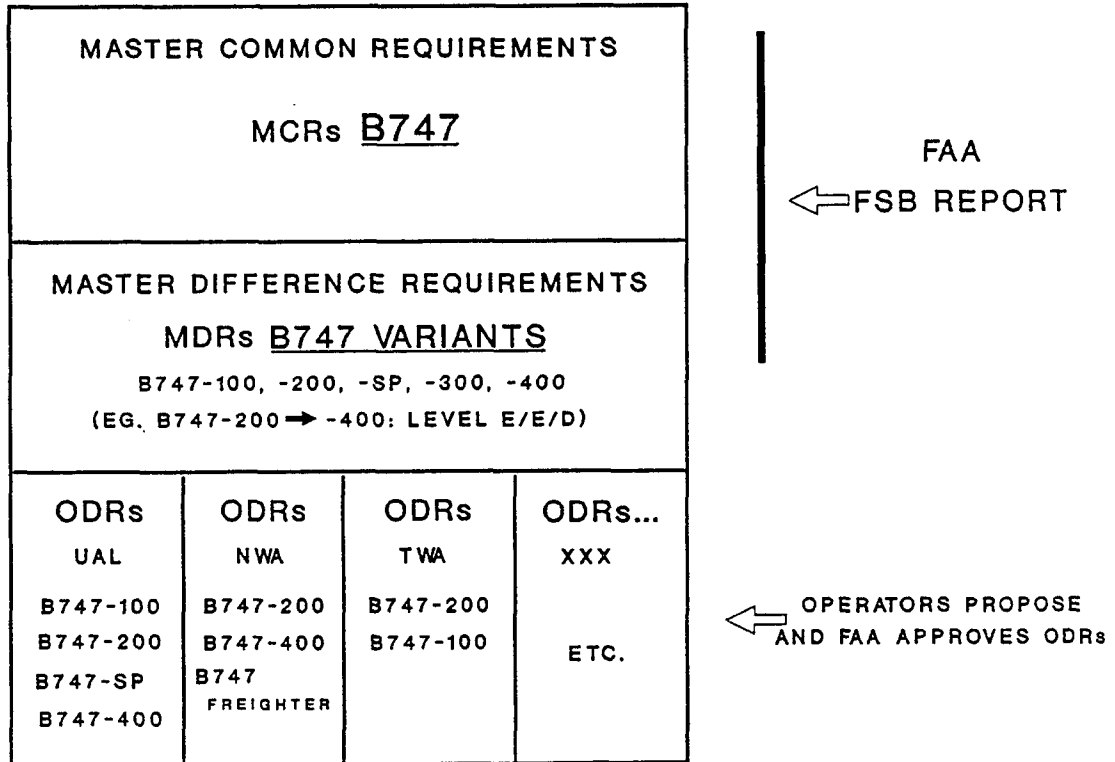 MASTER COMMON REQUIREMENTS
MCRs B747
FAA
FSB REPORT
MASTER DIFFERENCE REQUIREMENTS
MDRs B747 VARIANTS
B747-100, -200, -SP, -300, -400
(EG. B747-200 → -400: LEVEL E/E/D)
ODRs
UAL
B747-100
B747-200
B747-SP
B747-400
ODRs
NWA
B747-200
B747-400
B747
FREIGHTER
ODRs
TWA
B747-200
B747-100
ODRs...
XXX
ETC.
OPERATORS PROPOSE
AND FAA APPROVES ODRs